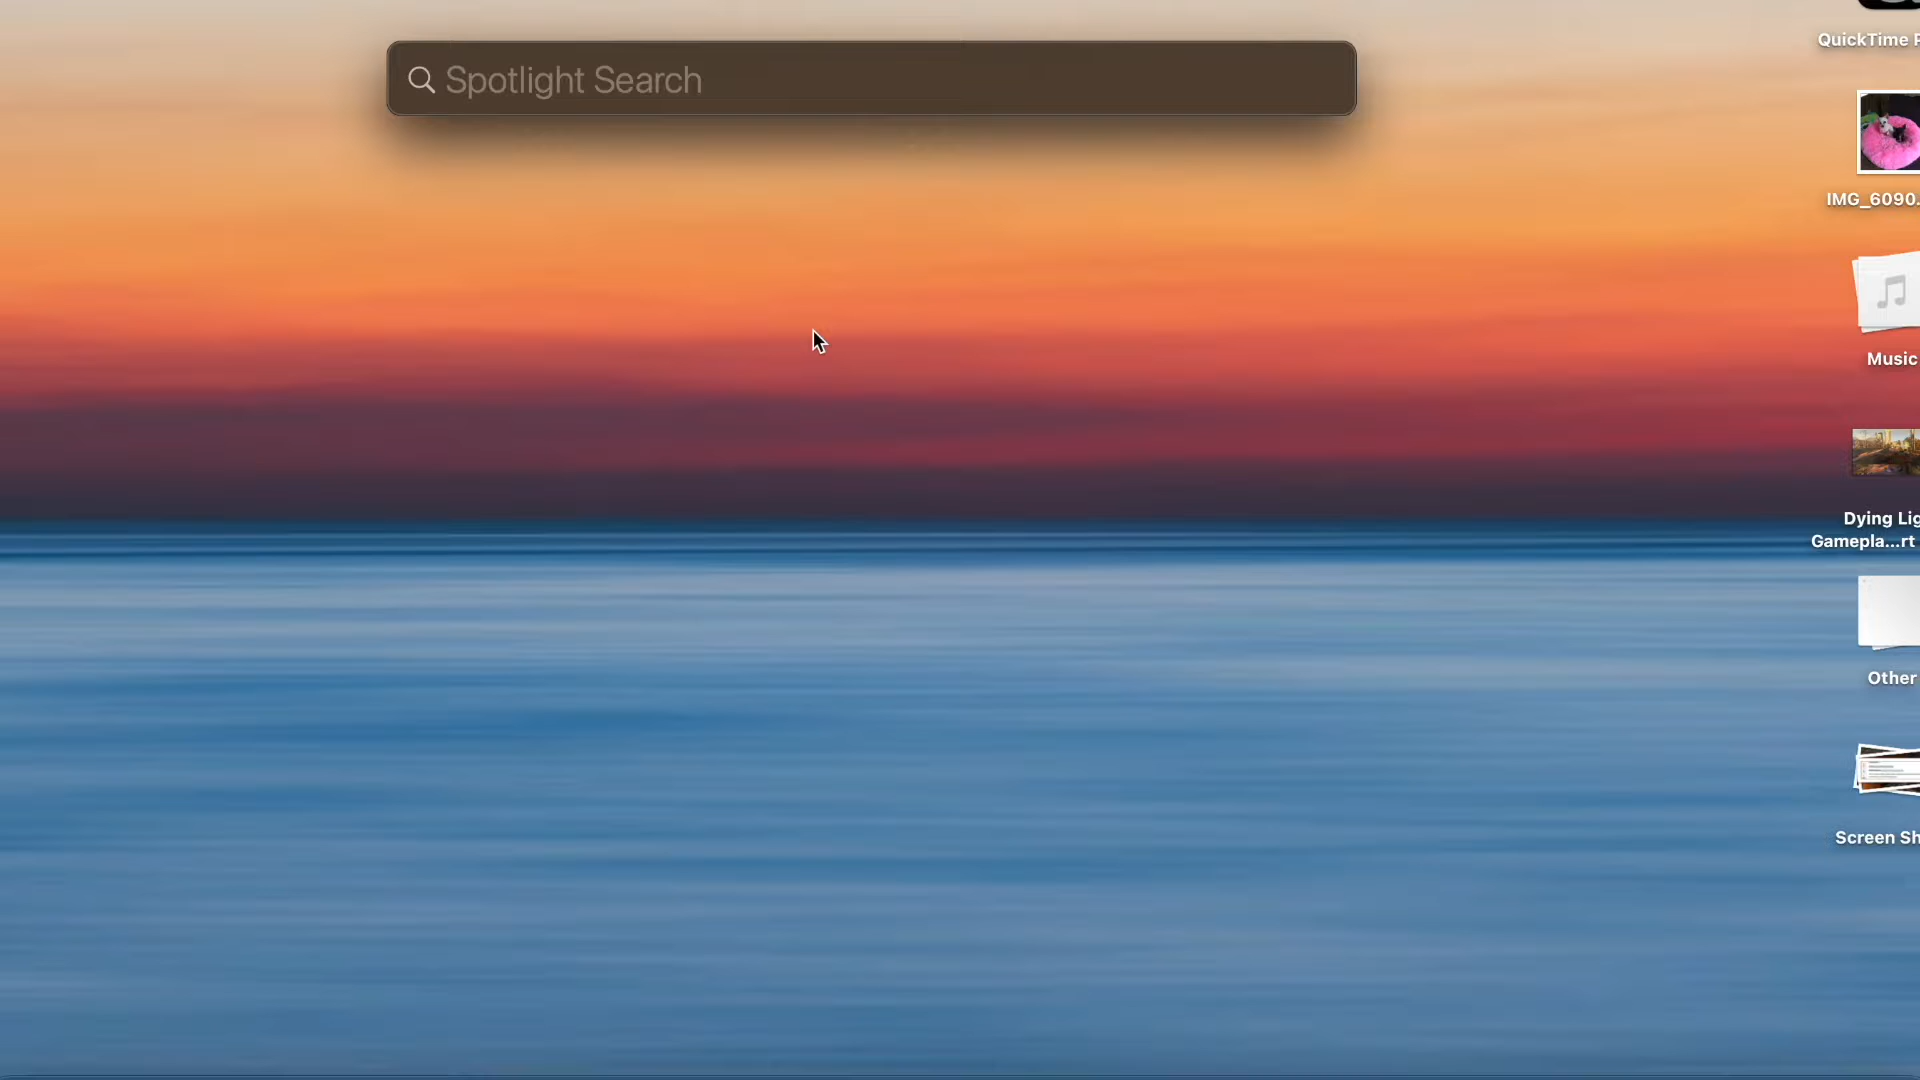 Spotlight Search
QuickTime P
IMG_6090.
Music
Dying Lig
Gamepla...rt
Other
Screen Sh